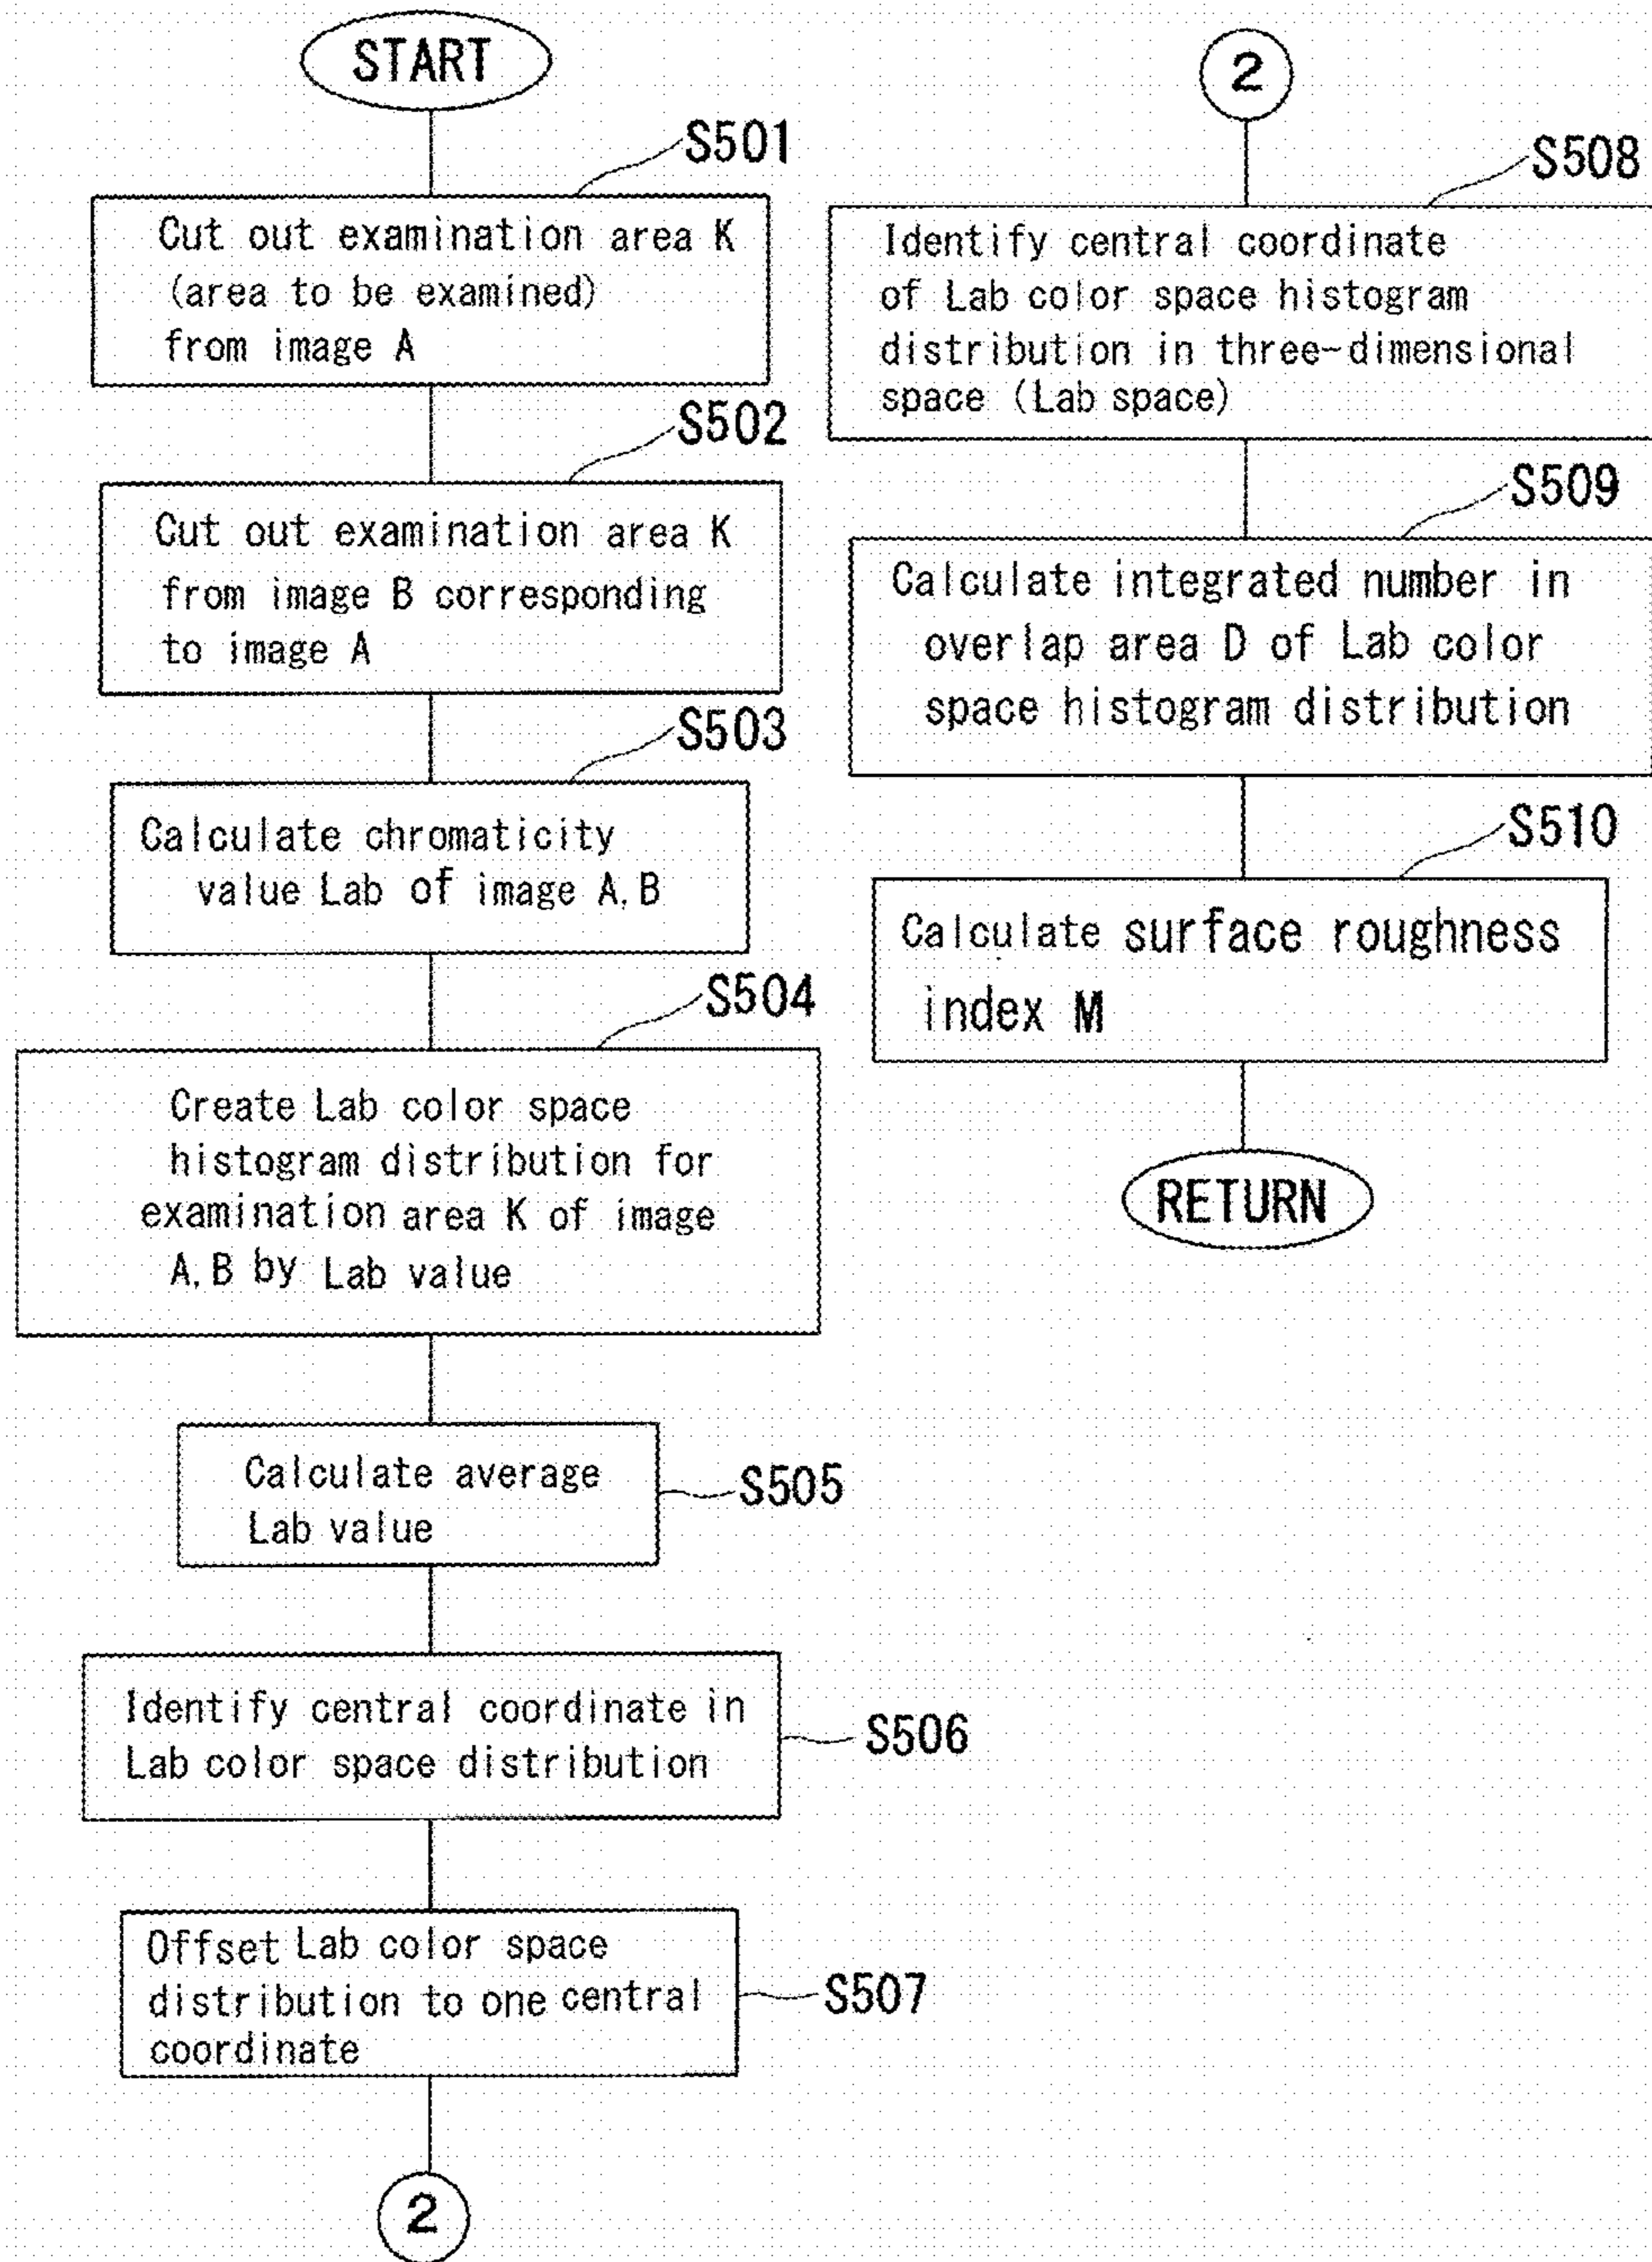 START
S501
Cut out examination area K
(area to be examined)
from image A
S502
Cut out examination area K
from image B corresponding
to image A
S503
Calculate chromaticity
value Lab of image A, B
S504
Create Lab color space
histogram distribution for
examination area K of image
A, B by Lab value
Calculate average
Lab value
S505
Identify central coordinate in
Lab color space distribution
S506
Offset Lab color space
distribution to one central
coordinate
S507
2
2
S508
Identify central coordinate
of Lab color space histogram
distribution in three-dimensional
space (Lab space)
S509
Calculate integrated number in
overlap area D of Lab color
space histogram distribution
S510
Calculate surface roughness
index M
RETURN